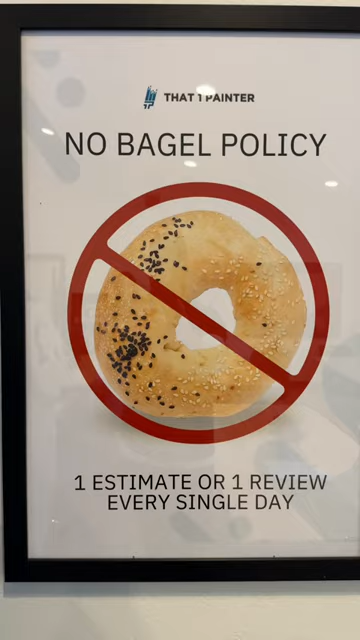 THAT 1 PAINTER
NO BAGEL POLICY
1 ESTIMATE OR 1 REVIEW
EVERY SINGLE DAY